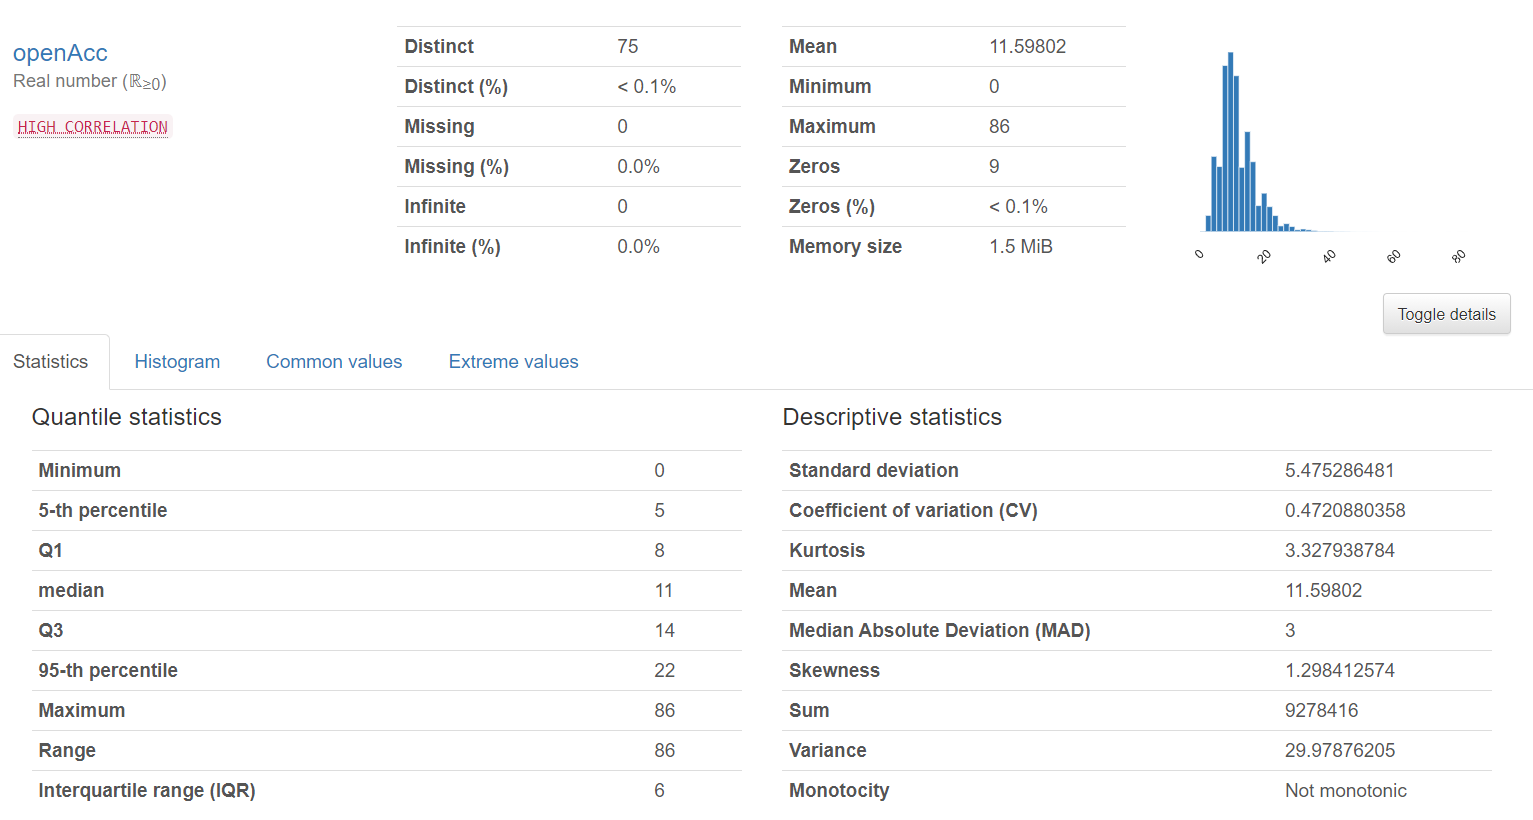 openAcc
Real number (ℝ≥0)
HIGH CORRELATION
Distinct 75
Distinct (%) < 0.1%
Missing 0
Missing (%) 0.0%
Infinite 0
Infinite (%) 0.0%
Mean 11.59802
Minimum 0
Maximum 86
Zeros 9
Zeros (%) < 0.1%
Memory size 1.5 MiB
0 20 40 60 80
Toggle details
Statistics Histogram Common values Extreme values
Quantile statistics
Minimum 0
5-th percentile 5
Q1 8
median 11
Q3 14
95-th percentile 22
Maximum 86
Range 86
Interquartile range (IQR) 6
Descriptive statistics
Standard deviation 5.475286481
Coefficient of variation (CV) 0.4720880358
Kurtosis 3.327938784
Mean 11.59802
Median Absolute Deviation (MAD) 3
Skewness 1.298412574
Sum 9278416
Variance 29.97876205
Monotocity Not monotonic